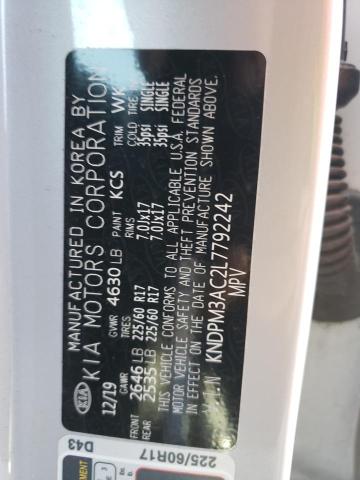 KIA
MANUFACTURED IN KOREA BY
KIA MOTORS CORPORATION
12/19 GVWR 4630 LB PAINT KCS TRIM WK
GAWR TIRES RIMS COLD TIRE
FRONT 2646 LB 225/60 R17 7.0JX17 35psi SINGLE
REAR 2535 LB 225/60 R17 7.0JX17 35psi SINGLE
THIS VEHICLE CONFORMS TO ALL APPLICABLE U.S.A. FEDERAL
MOTOR VEHICLE SAFETY AND THEFT PREVENTION STANDARDS
IN EFFECT ON THE DATE OF MANUFACTURE SHOWN ABOVE.
V.I.N KNDPM3AC2L7792242
MPV
D43
225/60R17
3